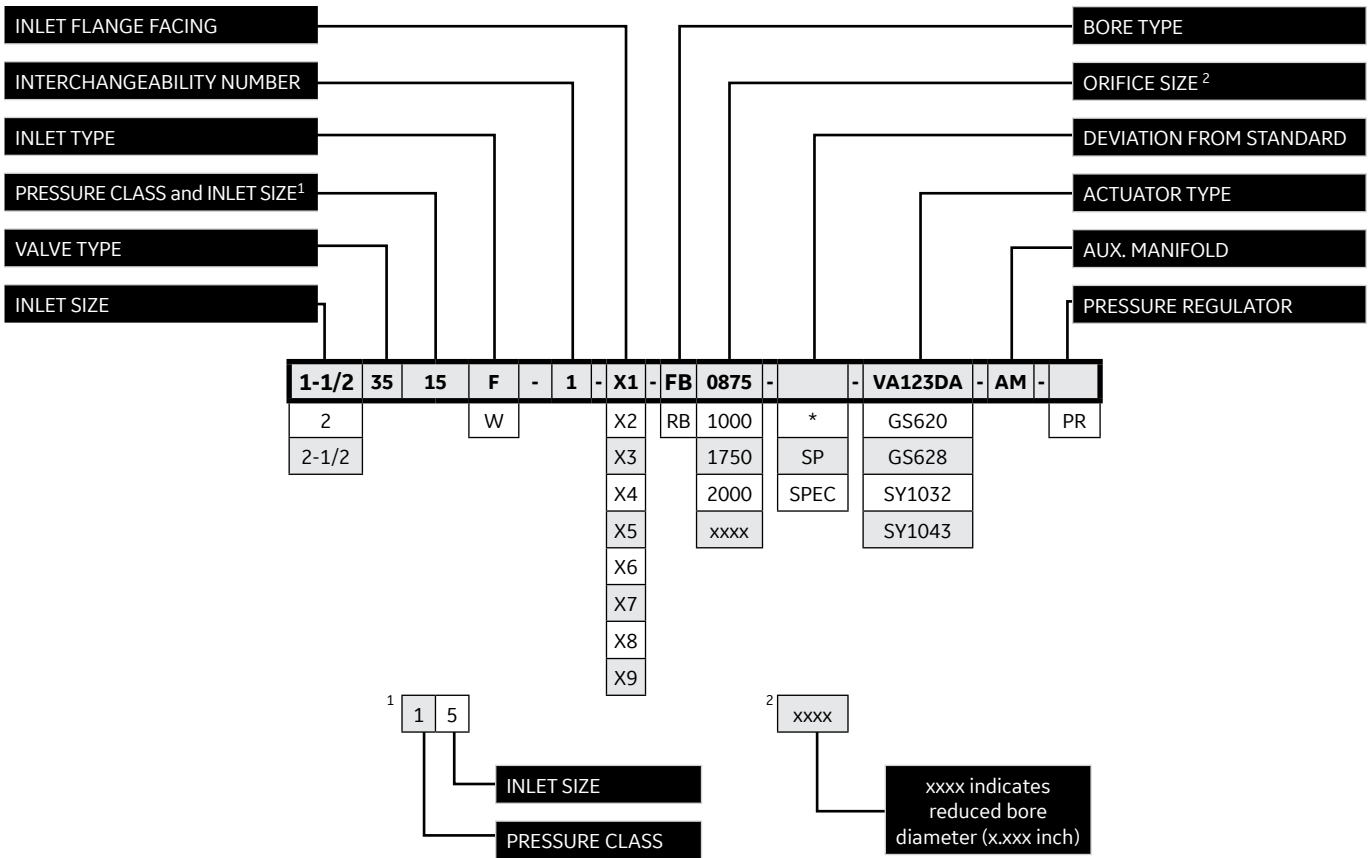 INLET FLANGE FACING
INTERCHANGEABILITY NUMBER
INLET TYPE
PRESSURE CLASS and INLET SIZE1
VALVE TYPE
INLET SIZE
BORE TYPE
ORIFICE SIZE 2
DEVIATION FROM STANDARD
ACTUATOR TYPE
AUX. MANIFOLD
PRESSURE REGULATOR
1-1/2 35 15 F - 1 - X1 - FB 0875 - - VA123DA - AM -
2 W X2 RB 1000 * GS620 PR
2-1/2 X3 1750 SP GS628
X4 2000 SPEC SY1032
X5 xxxx SY1043
X6
X7
X8
X9
1 1 5
INLET SIZE
PRESSURE CLASS
2 xxxx
xxxx indicates
reduced bore
diameter (x.xxx inch)